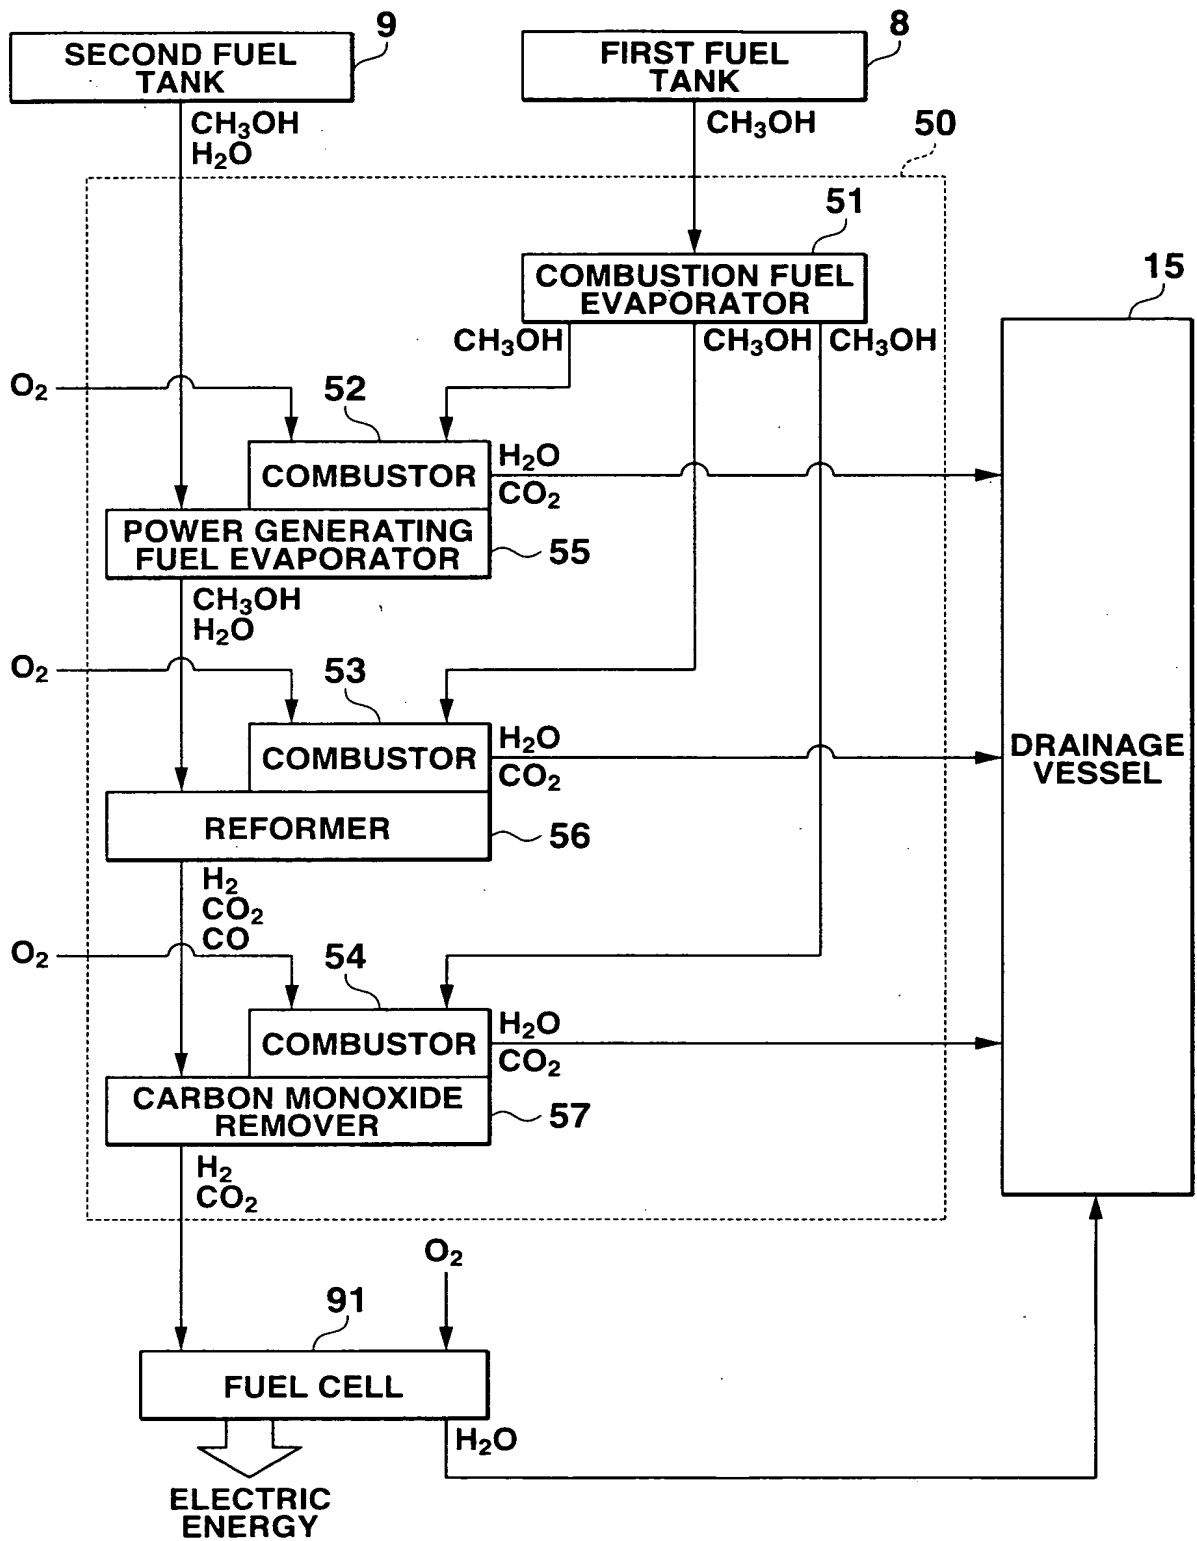 9
SECOND FUEL
TANK
8
FIRST FUEL
TANK
CH3OH
H2O
CH3OH
50
51
COMBUSTION FUEL
EVAPORATOR
15
CH3OH
CH3OH
CH3OH
O2
52
COMBUSTOR
H2O
CO2
POWER GENERATING
FUEL EVAPORATOR
55
CH3OH
H2O
O2
53
COMBUSTOR
H2O
CO2
DRAINAGE
VESSEL
REFORMER
56
H2
CO2
CO
O2
54
COMBUSTOR
H2O
CO2
CARBON MONOXIDE
REMOVER
57
H2
CO2
O2
91
FUEL CELL
H2O
ELECTRIC
ENERGY